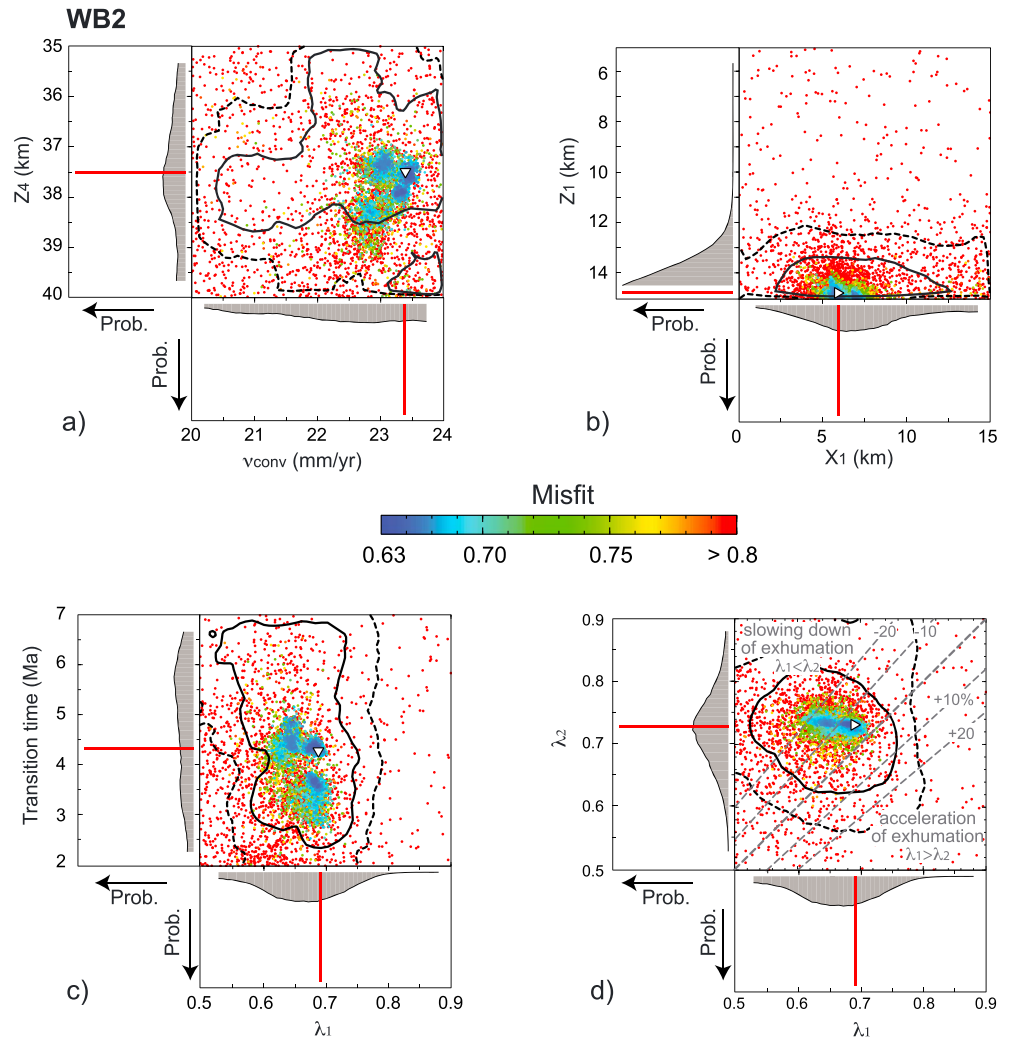 WB2
35
36
37
38
39
40
Z4 (km)
Prob.
Prob.
a)
20
21
22
23
24
νconv (mm/yr)
6
8
10
12
14
Z1 (km)
Prob.
Prob.
b)
0
5
10
15
X1 (km)
Misfit
0.63
0.70
0.75
> 0.8
7
6
5
4
3
2
Transition time (Ma)
Prob.
Prob.
c)
0.5
0.6
0.7
0.8
0.9
λ1
0.9
0.8
0.7
0.6
0.5
λ2
slowing down
of exhumation
λ1<λ2
-20
-10
+10%
+20
acceleration
of exhumation
λ1>λ2
Prob.
Prob.
d)
0.5
0.6
0.7
0.8
0.9
λ1